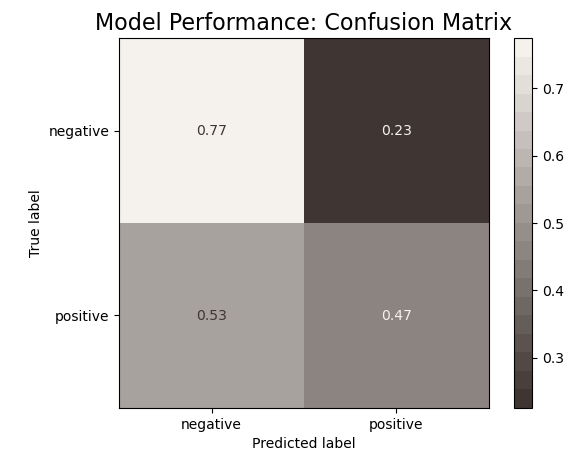 Model Performance: Confusion Matrix
True label
negative
0.77
0.23
positive
0.53
0.47
negative
positive
Predicted label
0.7
0.6
0.5
0.4
0.3